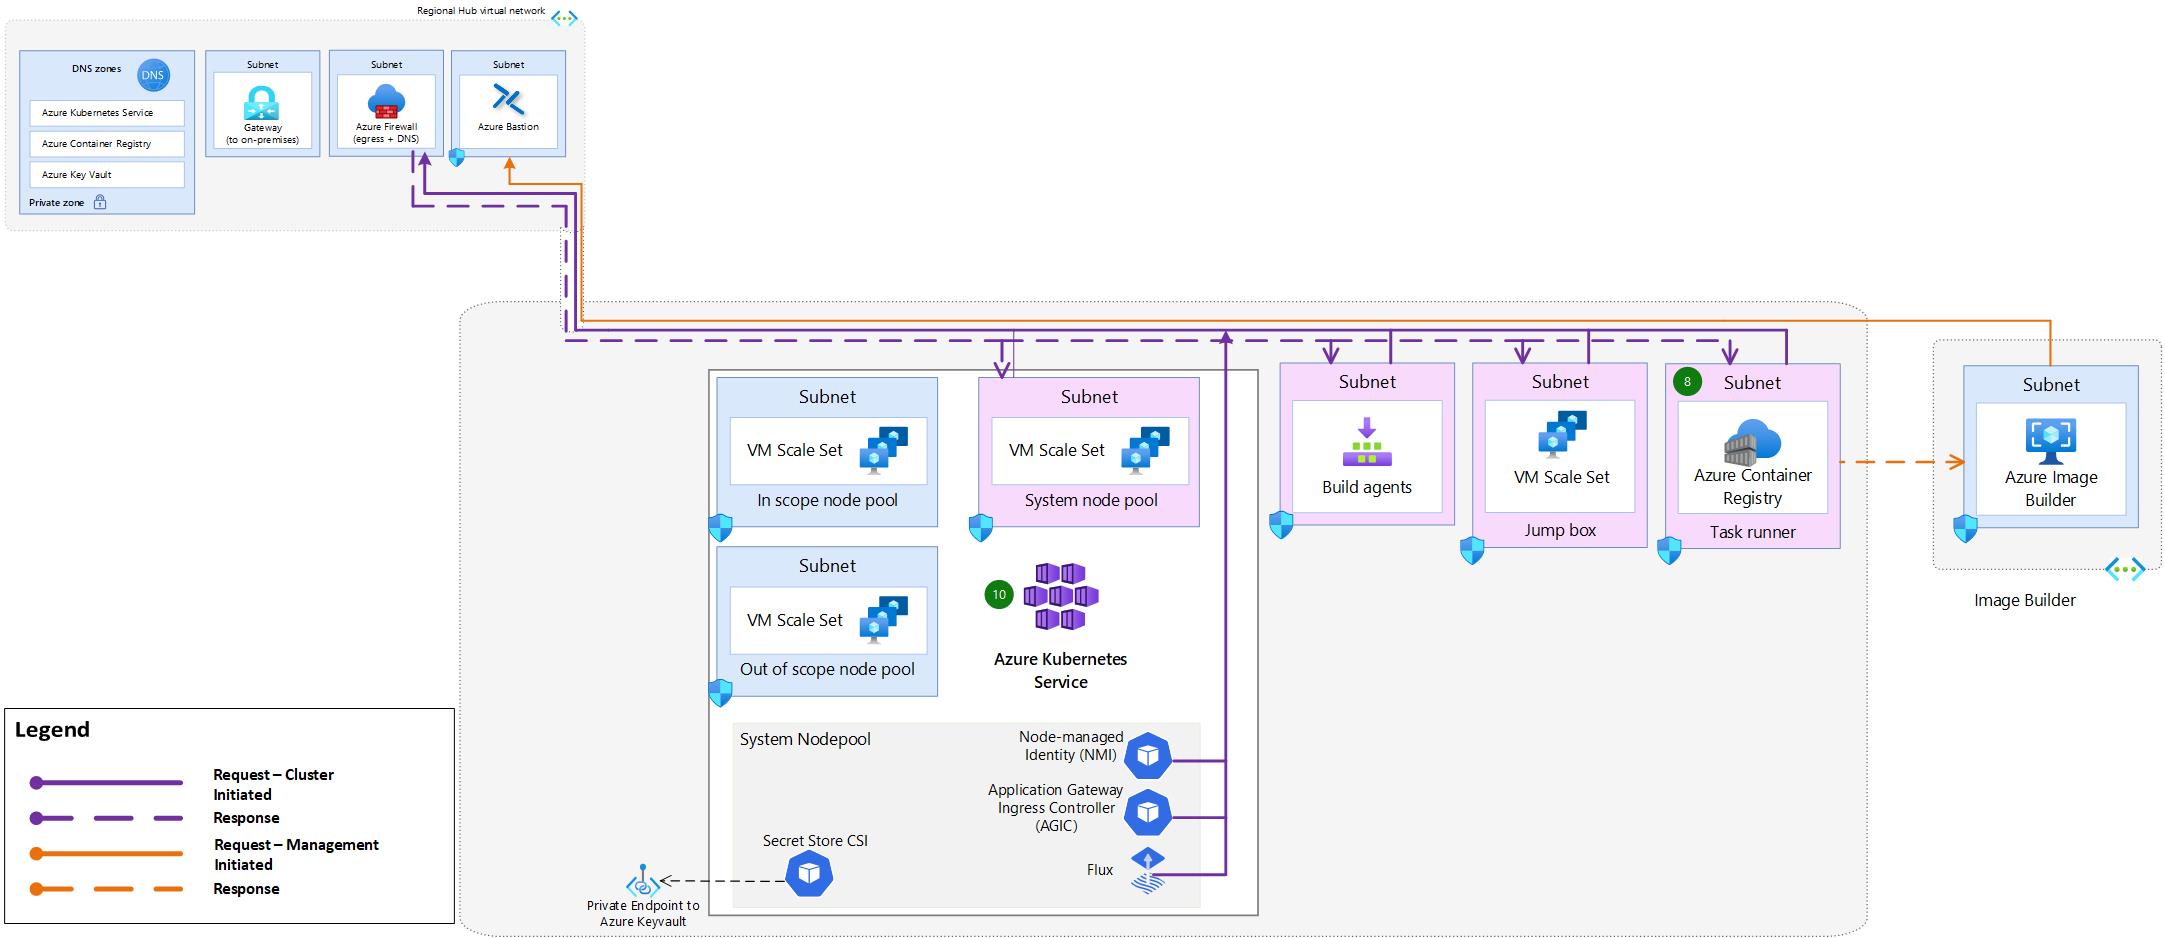 Regional Hub virtual network
DNS zones
DNS
Azure Kubernetes Service
Azure Container Registry
Azure Key Vault
Private zone
Subnet
Gateway
(to on-premises)
Subnet
Azure Firewall
(egress + DNS)
Subnet
Azure Bastion
Subnet
VM Scale Set
In scope node pool
Subnet
VM Scale Set
System node pool
Subnet
Build agents
Subnet
VM Scale Set
Jump box
8
Subnet
Azure Container
Registry
Task runner
Subnet
Azure Image
Builder
Image Builder
Subnet
VM Scale Set
Out of scope node pool
10
Azure Kubernetes
Service
System Nodepool
Node-managed
Identity (NMI)
Application Gateway
Ingress Controller
(AGIC)
Flux
Secret Store CSI
Private Endpoint to
Azure Keyvault
Legend
Request – Cluster
Initiated
Response
Request – Management
Initiated
Response